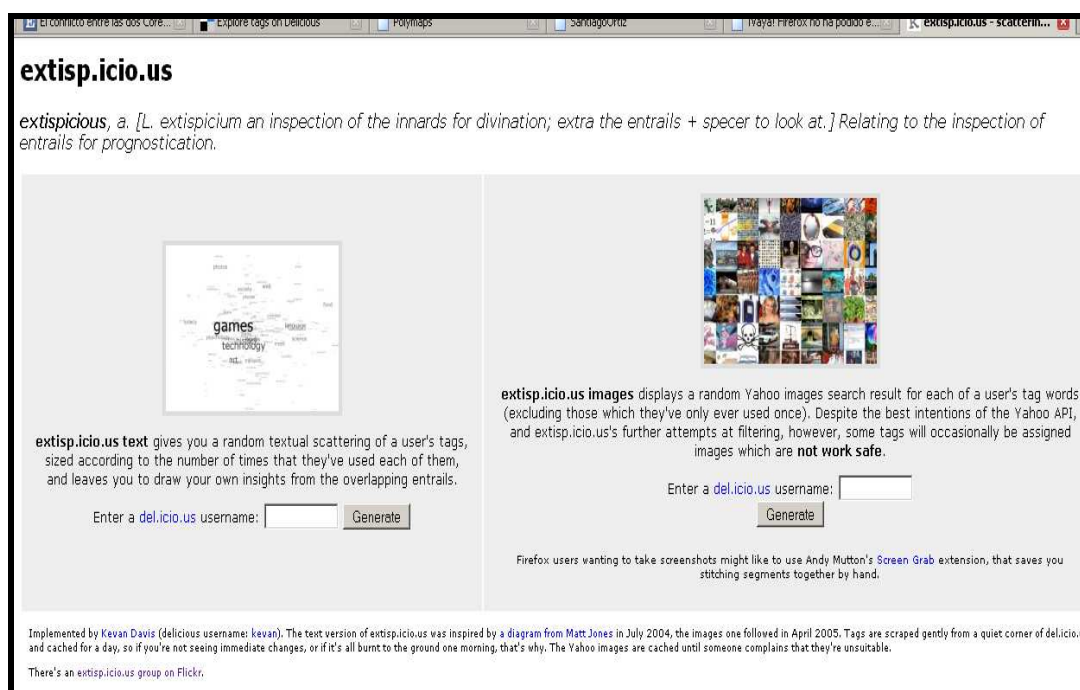 El conflicto entre las dos Core... Explore tags on Delicious Polymaps SantiagoOrtiz ¡Vaya! Firefox no ha podido e... extisp.icio.us - scatterin...
extisp.icio.us
extispicious, a. [L. extispicium an inspection of the innards for divination; exta the entrails + specer to look at.] Relating to the inspection of
entrails for prognostication.
photos
society web
games
language
technology
science
art
extisp.icio.us text gives you a random textual scattering of a user's tags,
sized according to the number of times that they've used each of them,
and leaves you to draw your own insights from the overlapping entrails.
Enter a del.icio.us username: Generate
extisp.icio.us images displays a random Yahoo images search result for each of a user's tag words
(excluding those which they've only ever used once). Despite the best intentions of the Yahoo API,
and extisp.icio.us's further attempts at filtering, however, some tags will occasionally be assigned
images which are not work safe.
Enter a del.icio.us username:
Generate
Firefox users wanting to take screenshots might like to use Andy Mutton's Screen Grab extension, that saves you
stitching segments together by hand.
Implemented by Kevan Davis (delicious username: kevan). The text version of extisp.icio.us was inspired by a diagram from Matt Jones in July 2004, the images one followed in April 2005. Tags are scraped gently from a quiet corner of del.icio.u
and cached for a day, so if you're not seeing immediate changes, or if it's all burnt to the ground one morning, that's why. The Yahoo images are cached until someone complains that they're unsuitable.
There's an extisp.icio.us group on Flickr.